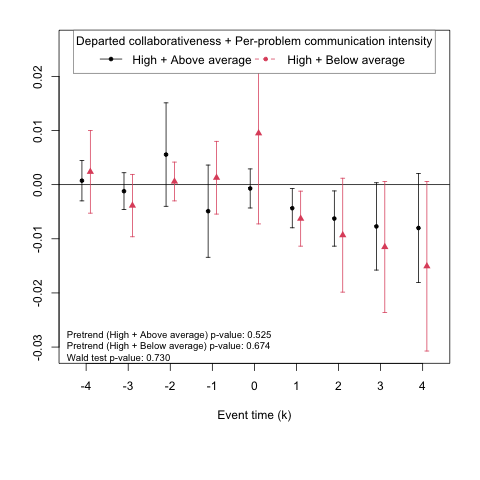 Departed collaborativeness + Per-problem communication intensity
High + Above average
High + Below average
0.02
0.01
0.00
-0.01
-0.02
-0.03
Pretrend (High + Above average) p-value: 0.525
Pretrend (High + Below average) p-value: 0.674
Wald test p-value: 0.730
-4 -3 -2 -1 0 1 2 3 4
Event time (k)